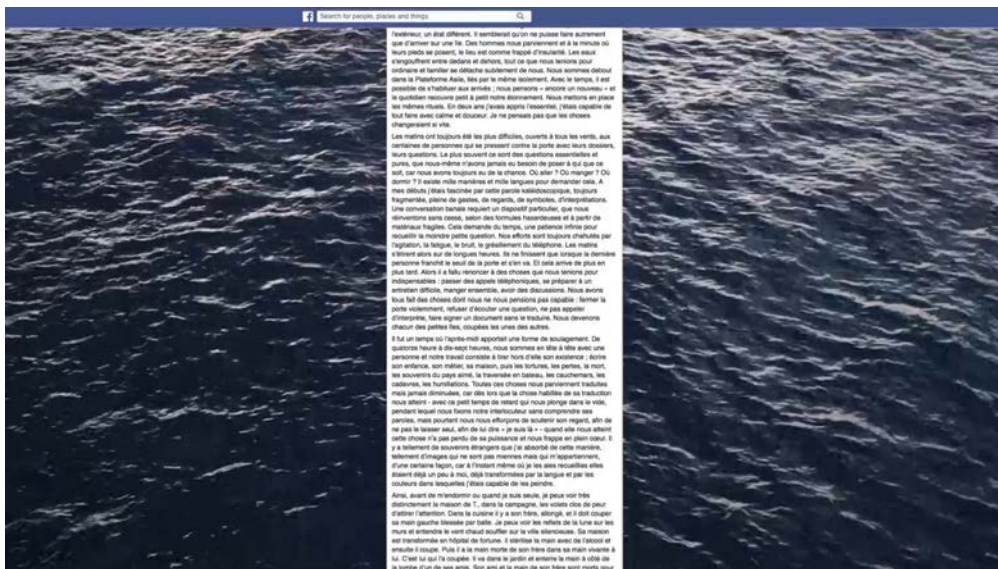 f
Search for people, places and things
l'extérieur, un état différent. Il semblerait qu'on ne puisse faire autrement
que d'arriver sur une île. Des hommes nous parviennent et à la minute où
leurs pieds se posent, le lieu est comme frappé d'insularité. Les eaux
s'engouffrent entre dedans et dehors, tout ce que nous tenions pour
ordinaire et familier se détache subitement de nous. Nous sommes debout
dans la Plateforme Asile, liés par le même isolement. Avec le temps, il est
possible de s'habituer aux arrivés ; nous pensons « encore un nouveau » et
le quotidien recouvre petit à petit notre étonnement. Nous mettons en place
les mêmes rituels. En deux ans j'avais appris l'essentiel, j'étais capable de
tout faire avec calme et douceur. Je ne pensais pas que les choses
changeraient si vite.
Les matins ont toujours été les plus difficiles, ouverts à tous les vents, aux
centaines de personnes qui se pressent contre la porte avec leurs dossiers,
leurs questions. Le plus souvent ce sont des questions essentielles et
pures, que nous-même n'avons jamais eu besoin de poser à qui que ce
soit, car nous avons toujours eu de la chance. Où aller ? Où manger ? Où
dormir ? Il existe mille manières et mille langues pour demander cela. A
mes débuts j'étais fascinée par cette parole kaléidoscopique, toujours
fragmentée, pleine de gestes, de regards, de symboles, d'interprétations.
Une conversation banale requiert un dispositif particulier, que nous
réinventons sans cesse, selon des formules hasardeuses et à partir de
matériaux fragiles. Cela demande du temps, une patience infinie pour
recueillir la moindre petite question. Nos efforts sont toujours chahutés par
l'agitation, la fatigue, le bruit, le grésillement du téléphone. Les matins
s'étirent alors sur de longues heures. Ils ne finissent que lorsque la dernière
personne franchit le seuil de la porte et s'en va. Et cela arrive de plus en
plus tard. Alors il a fallu renoncer à des choses que nous tenions pour
indispensables : passer des appels téléphoniques, se préparer à un
entretien difficile, manger ensemble, avoir des discussions. Nous avons
tous fait des choses dont nous ne nous pensions pas capable : fermer la
porte violemment, refuser d'écouter une question, ne pas appeler
d'interprète, faire signer un document sans le traduire. Nous devenons
chacun des petites îles, coupées les unes des autres.
Il fut un temps où l'après-midi apportait une forme de soulagement. De
quatorze heure à dix-sept heures, nous sommes en tête à tête avec une
personne et notre travail consiste à tirer hors d'elle son existence ; écrire
son enfance, son métier, sa maison, puis les tortures, les pertes, la mort,
les souvenirs du pays aimé, la traversée en bateau, les cauchemars, les
cadavres, les humiliations. Toutes ces choses nous parviennent traduites
mais jamais diminuées, car dès lors que la chose habillée de sa traduction
nous atteint - avec ce petit temps de retard qui nous plonge dans le vide,
pendant lequel nous fixons notre interlocuteur sans comprendre ses
paroles, mais pourtant nous nous efforçons de soutenir son regard, afin de
ne pas le laisser seul, afin de lui dire « je suis là » - quand elle nous atteint
cette chose n'a pas perdu de sa puissance et nous frappe en plein cœur. Il
y a tellement de souvenirs étrangers que j'ai absorbé de cette manière,
tellement d'images qui ne sont pas miennes mais qui m'appartiennent,
d'une certaine façon, car à l'instant même où je les aies recueillies elles
étaient déjà un peu à moi, déjà transformées par la langue et par les
couleurs dans lesquelles j'étais capable de les peindre.
Ainsi, avant de m'endormir ou quand je suis seule, je peux voir très
distinctement la maison de T., dans la campagne, les volets clos de peur
d'attirer l'attention. Dans la cuisine il y a son frère, allongé, et il doit couper
sa main gauche blessée par balle. Je peux voir les reflets de la lune sur les
murs et entendre le vent chaud souffler sur la ville silencieuse. Sa maison
est transformée en hôpital de fortune. Il stérilise la main avec de l'alcool et
ensuite il coupe. Puis il a la main morte de son frère dans sa main vivante à
lui. C'est lui qui l'a coupée. Il va dans le jardin et enterre la main à côté de
la tombe d'un de ses amis. Son ami et la main de son frère sont morts pour